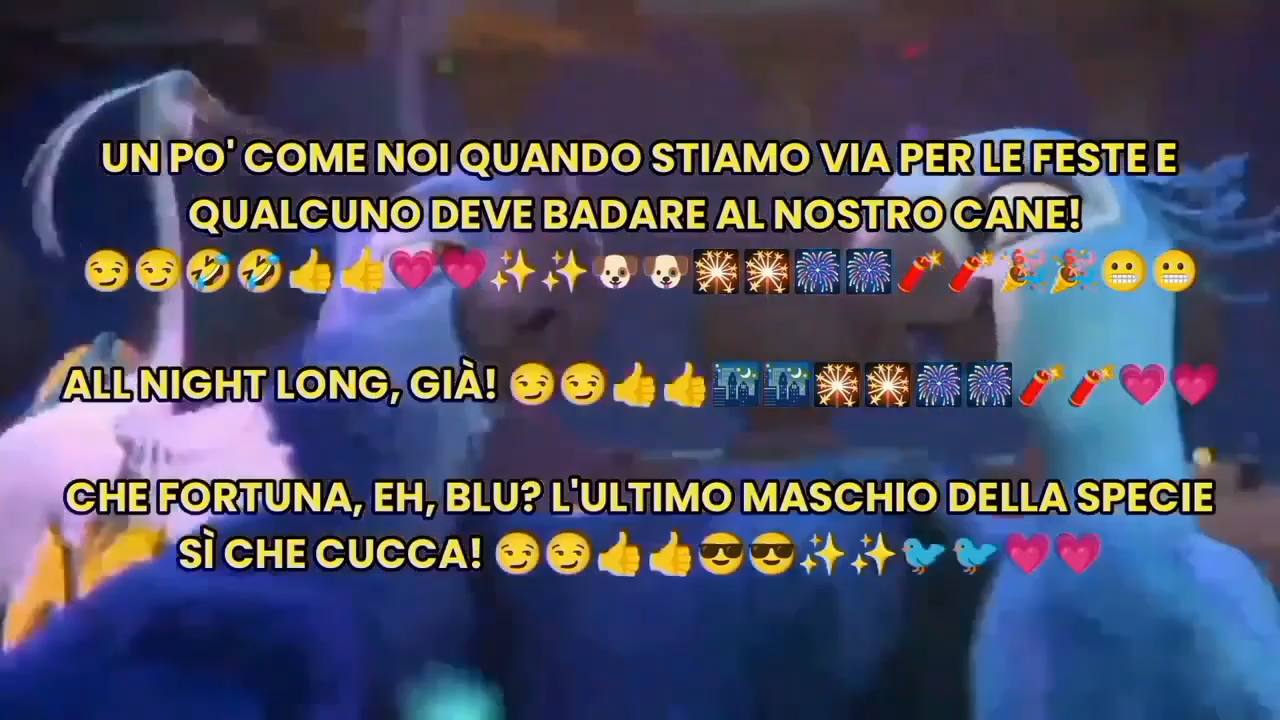 UN PO' COME NOI QUANDO STIAMO VIA PER LE FESTE E
QUALCUNO DEVE BADARE AL NOSTRO CANE!
😏😏🤣🤣👍👍💗💗✨✨🐶🐶🎇🎇🎆🎆🧨🧨🎉🎉😬😬
ALL NIGHT LONG, GIÀ! 😏😏👍👍🌃🌃🎇🎇🎆🎆🧨🧨💗💗
CHE FORTUNA, EH, BLU? L'ULTIMO MASCHIO DELLA SPECIE
SÌ CHE CUCCA! 😏😏👍👍😎😎✨✨🐦🐦💗💗